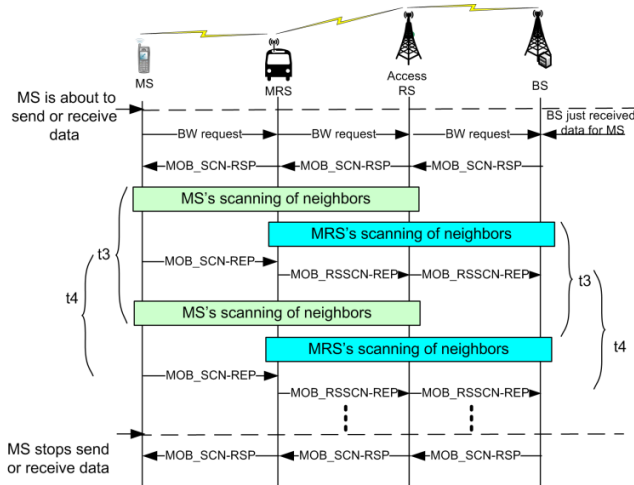 MS
MRS
Access
RS
BS
MS is about to
send or receive
data
BS just received
data for MS
BW request
BW request
BW request
MOB_SCN-RSP
MOB_SCN-RSP
MOB_SCN-RSP
MS's scanning of neighbors
MRS's scanning of neighbors
t3
t4
MOB_SCN-REP
MOB_RSSCN-REP
MOB_RSSCN-REP
t3
t4
MS's scanning of neighbors
MRS's scanning of neighbors
MOB_SCN-REP
MOB_RSSCN-REP
MOB_RSSCN-REP
MS stops send
or receive data
MOB_SCN-RSP
MOB_SCN-RSP
MOB_SCN-RSP